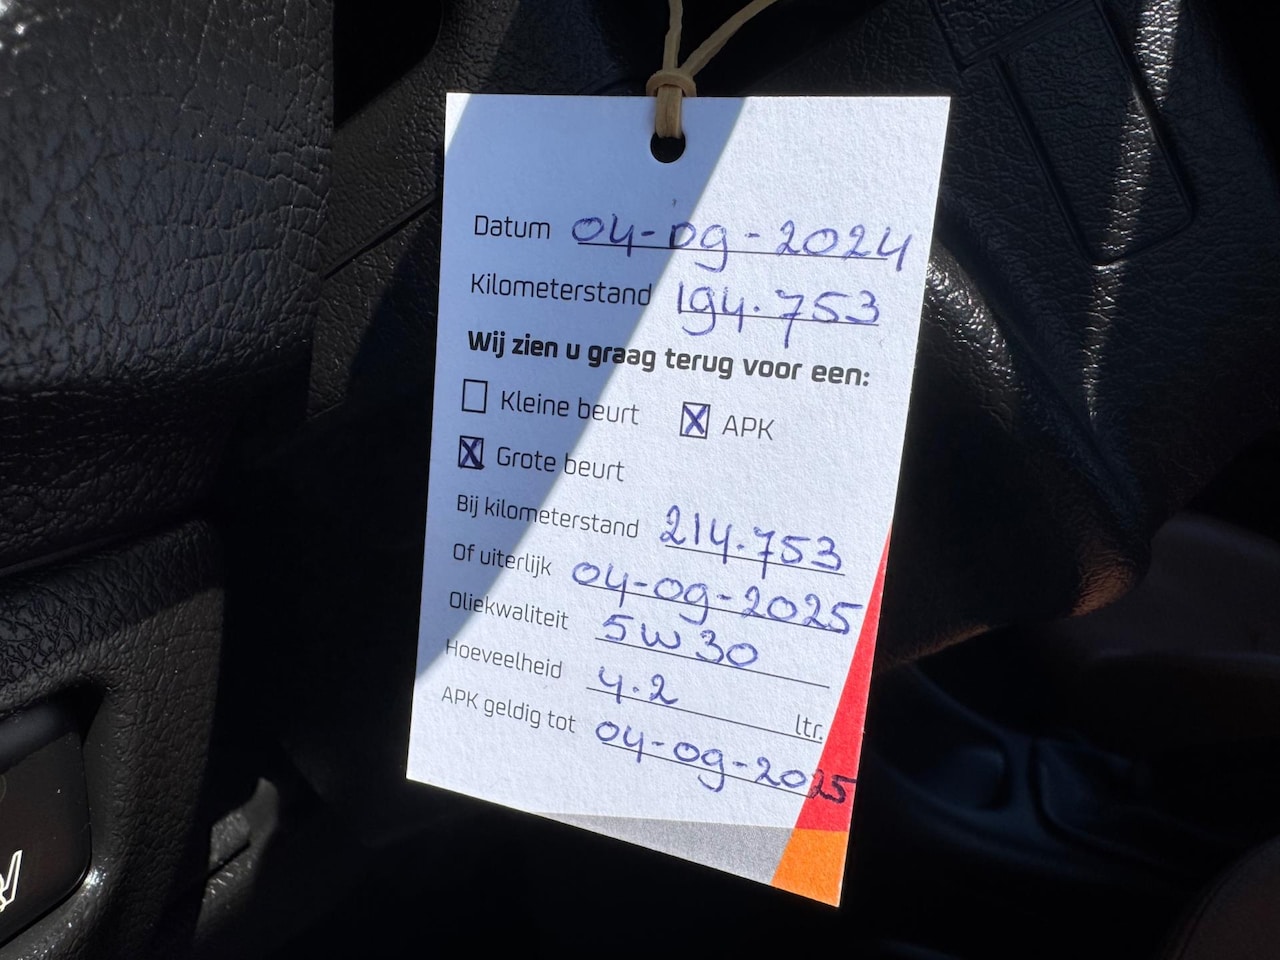 Datum 04-09-2024
Kilometerstand 194.753
Wij zien u graag terug voor een:
Kleine beurt X APK
X Grote beurt
Bij kilometerstand 214.753
Of uiterlijk 04-09-2025
Oliekwaliteit 5W30
Hoeveelheid 4.2 ltr.
APK geldig tot 04-09-2025